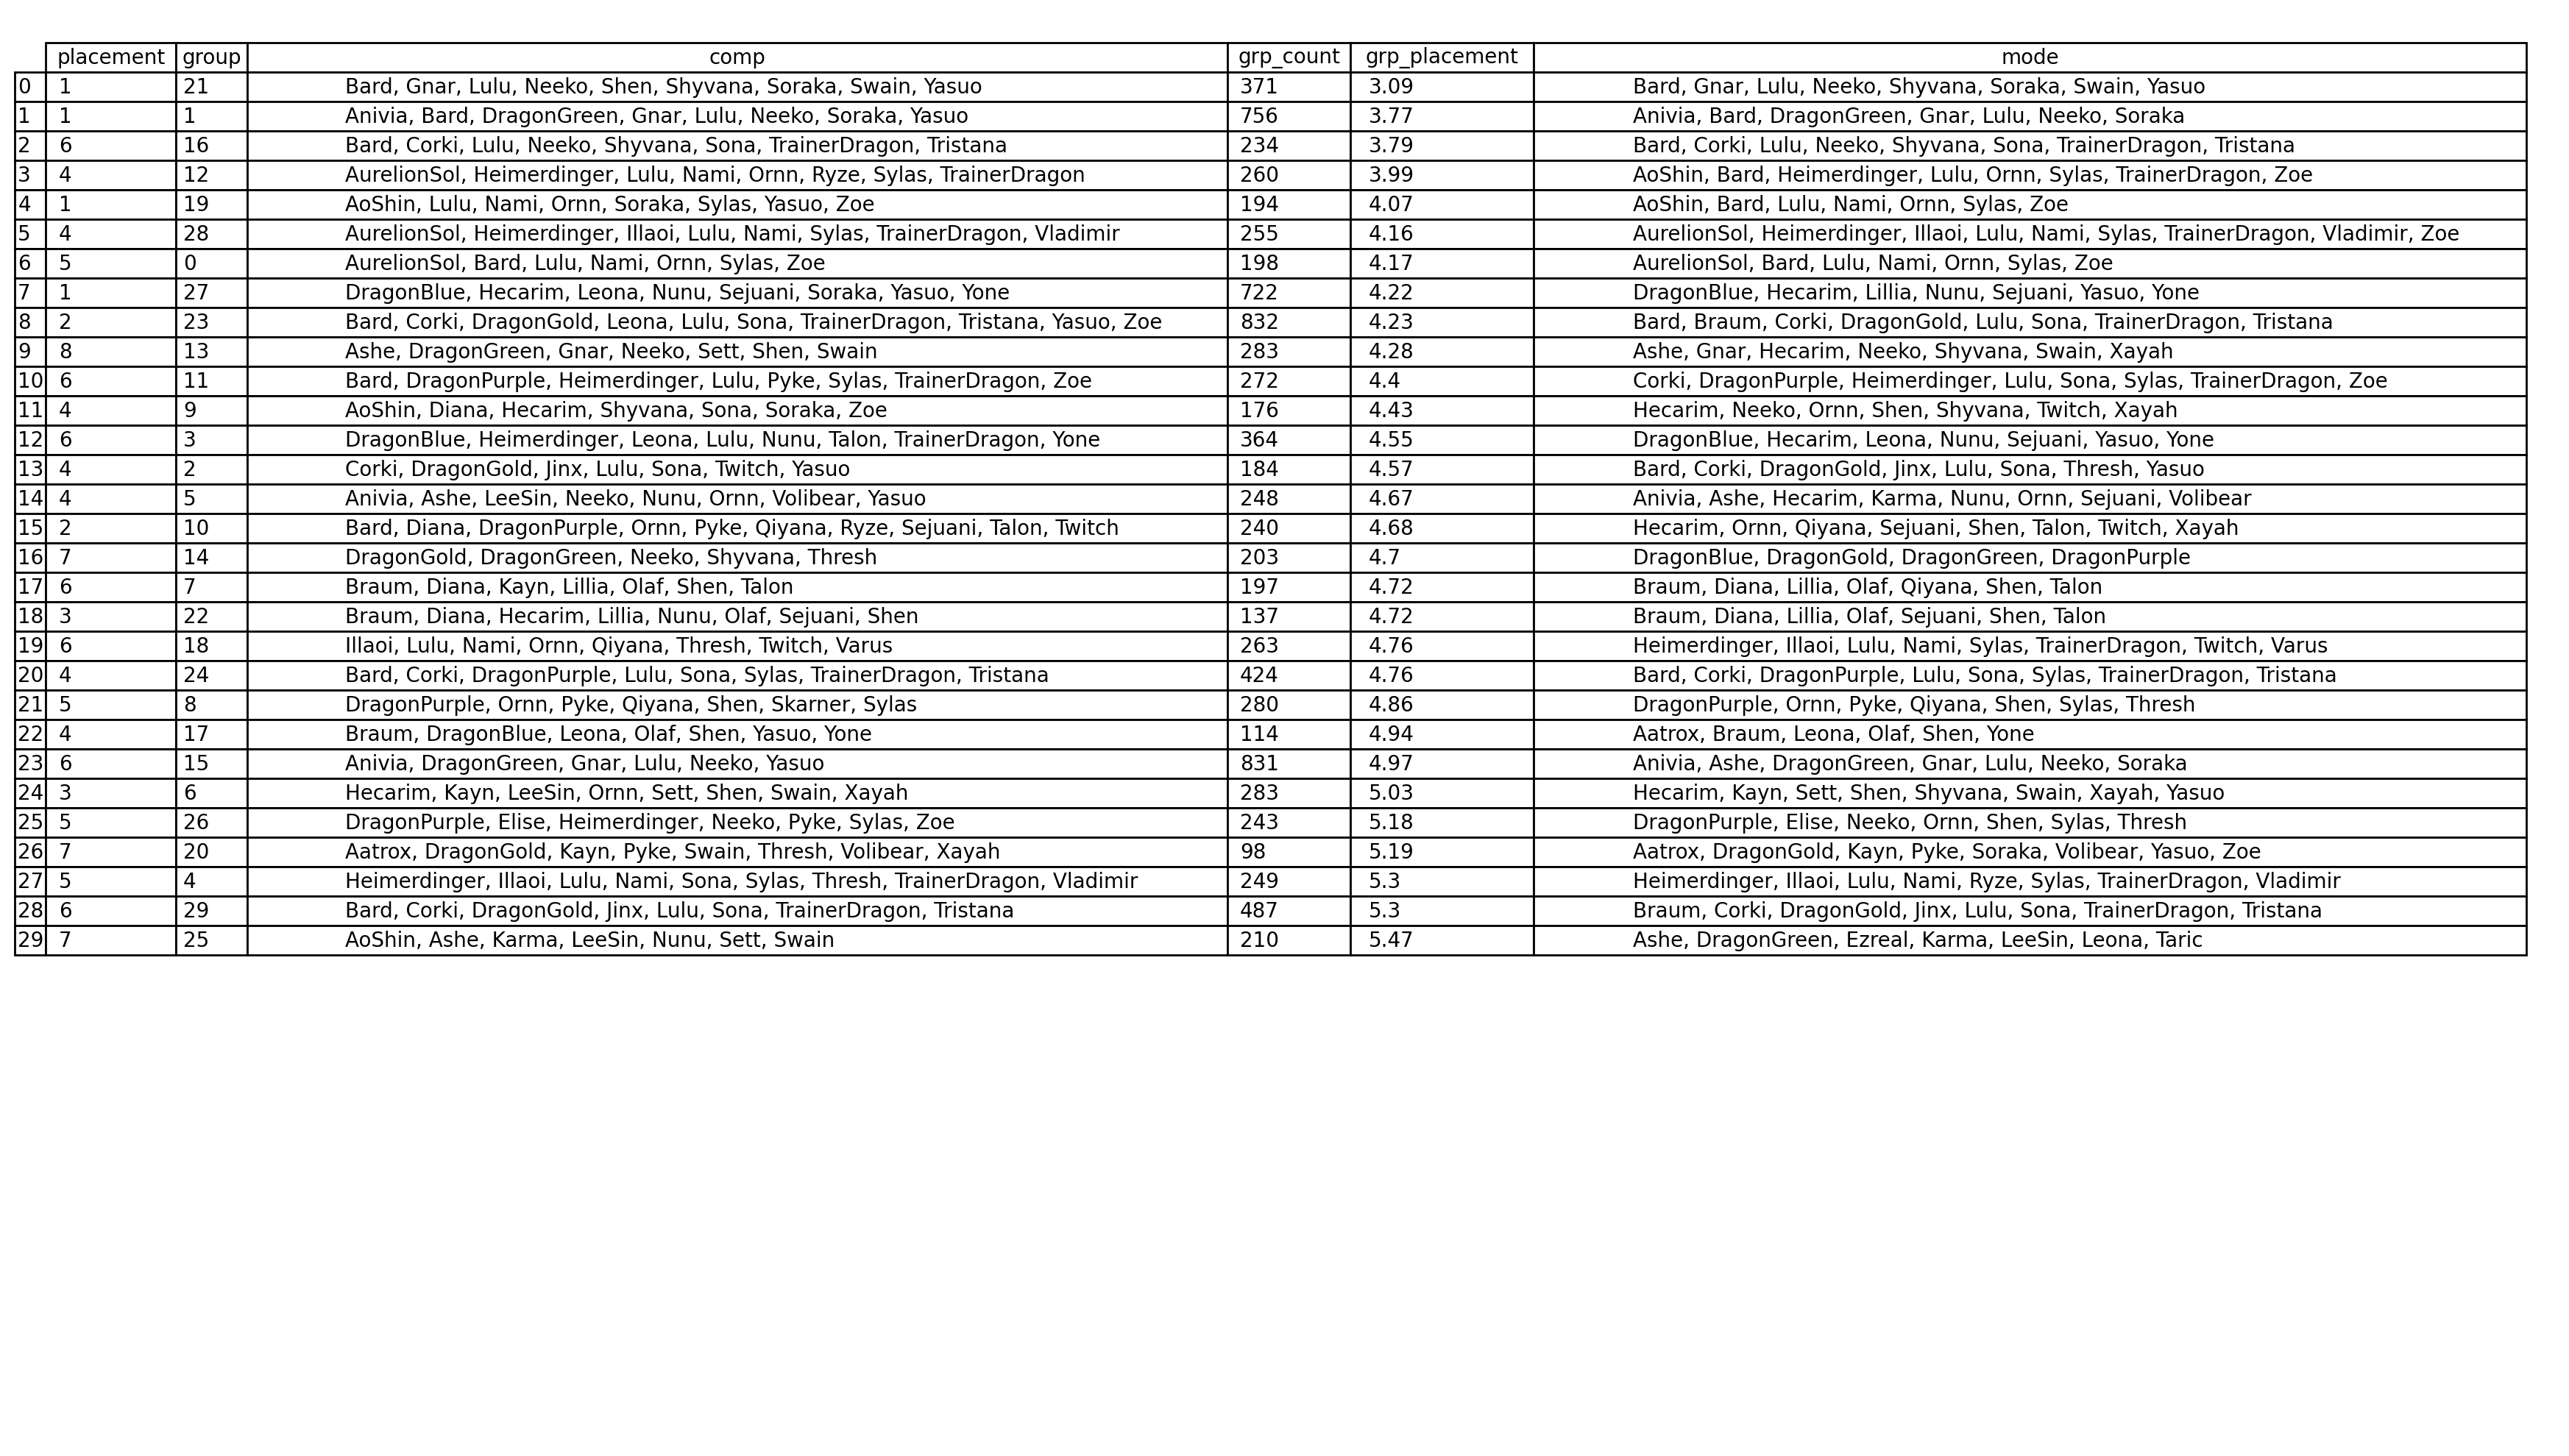 placement group comp grp_count grp_placement mode
0 1 21 Bard, Gnar, Lulu, Neeko, Shen, Shyvana, Soraka, Swain, Yasuo 371 3.09 Bard, Gnar, Lulu, Neeko, Shyvana, Soraka, Swain, Yasuo
1 1 1 Anivia, Bard, DragonGreen, Gnar, Lulu, Neeko, Soraka, Yasuo 756 3.77 Anivia, Bard, DragonGreen, Gnar, Lulu, Neeko, Soraka
2 6 16 Bard, Corki, Lulu, Neeko, Shyvana, Sona, TrainerDragon, Tristana 234 3.79 Bard, Corki, Lulu, Neeko, Shyvana, Sona, TrainerDragon, Tristana
3 4 12 AurelionSol, Heimerdinger, Lulu, Nami, Ornn, Ryze, Sylas, TrainerDragon 260 3.99 AoShin, Bard, Heimerdinger, Lulu, Ornn, Sylas, TrainerDragon, Zoe
4 1 19 AoShin, Lulu, Nami, Ornn, Soraka, Sylas, Yasuo, Zoe 194 4.07 AoShin, Bard, Lulu, Nami, Ornn, Sylas, Zoe
5 4 28 AurelionSol, Heimerdinger, Illaoi, Lulu, Nami, Sylas, TrainerDragon, Vladimir 255 4.16 AurelionSol, Heimerdinger, Illaoi, Lulu, Nami, Sylas, TrainerDragon, Vladimir, Zoe
6 5 0 AurelionSol, Bard, Lulu, Nami, Ornn, Sylas, Zoe 198 4.17 AurelionSol, Bard, Lulu, Nami, Ornn, Sylas, Zoe
7 1 27 DragonBlue, Hecarim, Leona, Nunu, Sejuani, Soraka, Yasuo, Yone 722 4.22 DragonBlue, Hecarim, Lillia, Nunu, Sejuani, Yasuo, Yone
8 2 23 Bard, Corki, DragonGold, Leona, Lulu, Sona, TrainerDragon, Tristana, Yasuo, Zoe 832 4.23 Bard, Braum, Corki, DragonGold, Lulu, Sona, TrainerDragon, Tristana
9 8 13 Ashe, DragonGreen, Gnar, Neeko, Sett, Shen, Swain 283 4.28 Ashe, Gnar, Hecarim, Neeko, Shyvana, Swain, Xayah
10 6 11 Bard, DragonPurple, Heimerdinger, Lulu, Pyke, Sylas, TrainerDragon, Zoe 272 4.4 Corki, DragonPurple, Heimerdinger, Lulu, Sona, Sylas, TrainerDragon, Zoe
11 4 9 AoShin, Diana, Hecarim, Shyvana, Sona, Soraka, Zoe 176 4.43 Hecarim, Neeko, Ornn, Shen, Shyvana, Twitch, Xayah
12 6 3 DragonBlue, Heimerdinger, Leona, Lulu, Nunu, Talon, TrainerDragon, Yone 364 4.55 DragonBlue, Hecarim, Leona, Nunu, Sejuani, Yasuo, Yone
13 4 2 Corki, DragonGold, Jinx, Lulu, Sona, Twitch, Yasuo 184 4.57 Bard, Corki, DragonGold, Jinx, Lulu, Sona, Thresh, Yasuo
14 4 5 Anivia, Ashe, LeeSin, Neeko, Nunu, Ornn, Volibear, Yasuo 248 4.67 Anivia, Ashe, Hecarim, Karma, Nunu, Ornn, Sejuani, Volibear
15 2 10 Bard, Diana, DragonPurple, Ornn, Pyke, Qiyana, Ryze, Sejuani, Talon, Twitch 240 4.68 Hecarim, Ornn, Qiyana, Sejuani, Shen, Talon, Twitch, Xayah
16 7 14 DragonGold, DragonGreen, Neeko, Shyvana, Thresh 203 4.7 DragonBlue, DragonGold, DragonGreen, DragonPurple
17 6 7 Braum, Diana, Kayn, Lillia, Olaf, Shen, Talon 197 4.72 Braum, Diana, Lillia, Olaf, Qiyana, Shen, Talon
18 3 22 Braum, Diana, Hecarim, Lillia, Nunu, Olaf, Sejuani, Shen 137 4.72 Braum, Diana, Lillia, Olaf, Sejuani, Shen, Talon
19 6 18 Illaoi, Lulu, Nami, Ornn, Qiyana, Thresh, Twitch, Varus 263 4.76 Heimerdinger, Illaoi, Lulu, Nami, Sylas, TrainerDragon, Twitch, Varus
20 4 24 Bard, Corki, DragonPurple, Lulu, Sona, Sylas, TrainerDragon, Tristana 424 4.76 Bard, Corki, DragonPurple, Lulu, Sona, Sylas, TrainerDragon, Tristana
21 5 8 DragonPurple, Ornn, Pyke, Qiyana, Shen, Skarner, Sylas 280 4.86 DragonPurple, Ornn, Pyke, Qiyana, Shen, Sylas, Thresh
22 4 17 Braum, DragonBlue, Leona, Olaf, Shen, Yasuo, Yone 114 4.94 Aatrox, Braum, Leona, Olaf, Shen, Yone
23 6 15 Anivia, DragonGreen, Gnar, Lulu, Neeko, Yasuo 831 4.97 Anivia, Ashe, DragonGreen, Gnar, Lulu, Neeko, Soraka
24 3 6 Hecarim, Kayn, LeeSin, Ornn, Sett, Shen, Swain, Xayah 283 5.03 Hecarim, Kayn, Sett, Shen, Shyvana, Swain, Xayah, Yasuo
25 5 26 DragonPurple, Elise, Heimerdinger, Neeko, Pyke, Sylas, Zoe 243 5.18 DragonPurple, Elise, Neeko, Ornn, Shen, Sylas, Thresh
26 7 20 Aatrox, DragonGold, Kayn, Pyke, Swain, Thresh, Volibear, Xayah 98 5.19 Aatrox, DragonGold, Kayn, Pyke, Soraka, Volibear, Yasuo, Zoe
27 5 4 Heimerdinger, Illaoi, Lulu, Nami, Sona, Sylas, Thresh, TrainerDragon, Vladimir 249 5.3 Heimerdinger, Illaoi, Lulu, Nami, Ryze, Sylas, TrainerDragon, Vladimir
28 6 29 Bard, Corki, DragonGold, Jinx, Lulu, Sona, TrainerDragon, Tristana 487 5.3 Braum, Corki, DragonGold, Jinx, Lulu, Sona, TrainerDragon, Tristana
29 7 25 AoShin, Ashe, Karma, LeeSin, Nunu, Sett, Swain 210 5.47 Ashe, DragonGreen, Ezreal, Karma, LeeSin, Leona, Taric